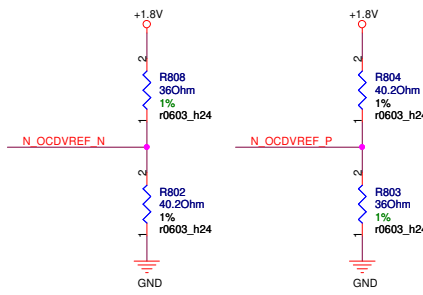 +1.8V
2
R808
36Ohm
1%
r0603_h24
1
N_OCDVREF_N
2
R802
40.2Ohm
1%
r0603_h24
1
GND
+1.8V
2
R804
40.2Ohm
1%
r0603_h24
1
N_OCDVREF_P
2
R803
36Ohm
1%
r0603_h24
1
GND